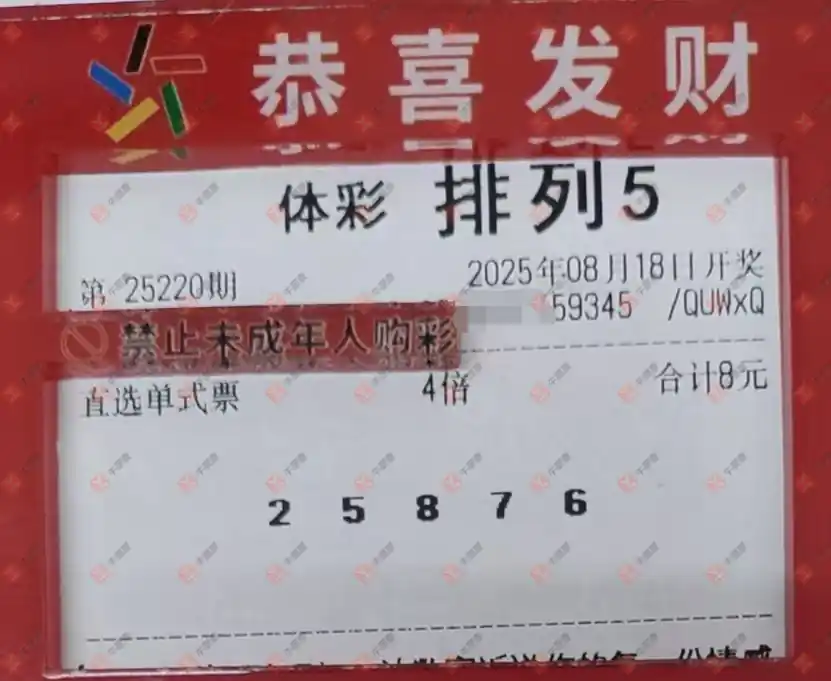 恭喜发财
体彩 排列5
第 25220期
2025年08月18日开奖
59345 /QUWxQ
禁止未成年人购彩
直选单式票 4倍 合计8元
2 5 8 7 6